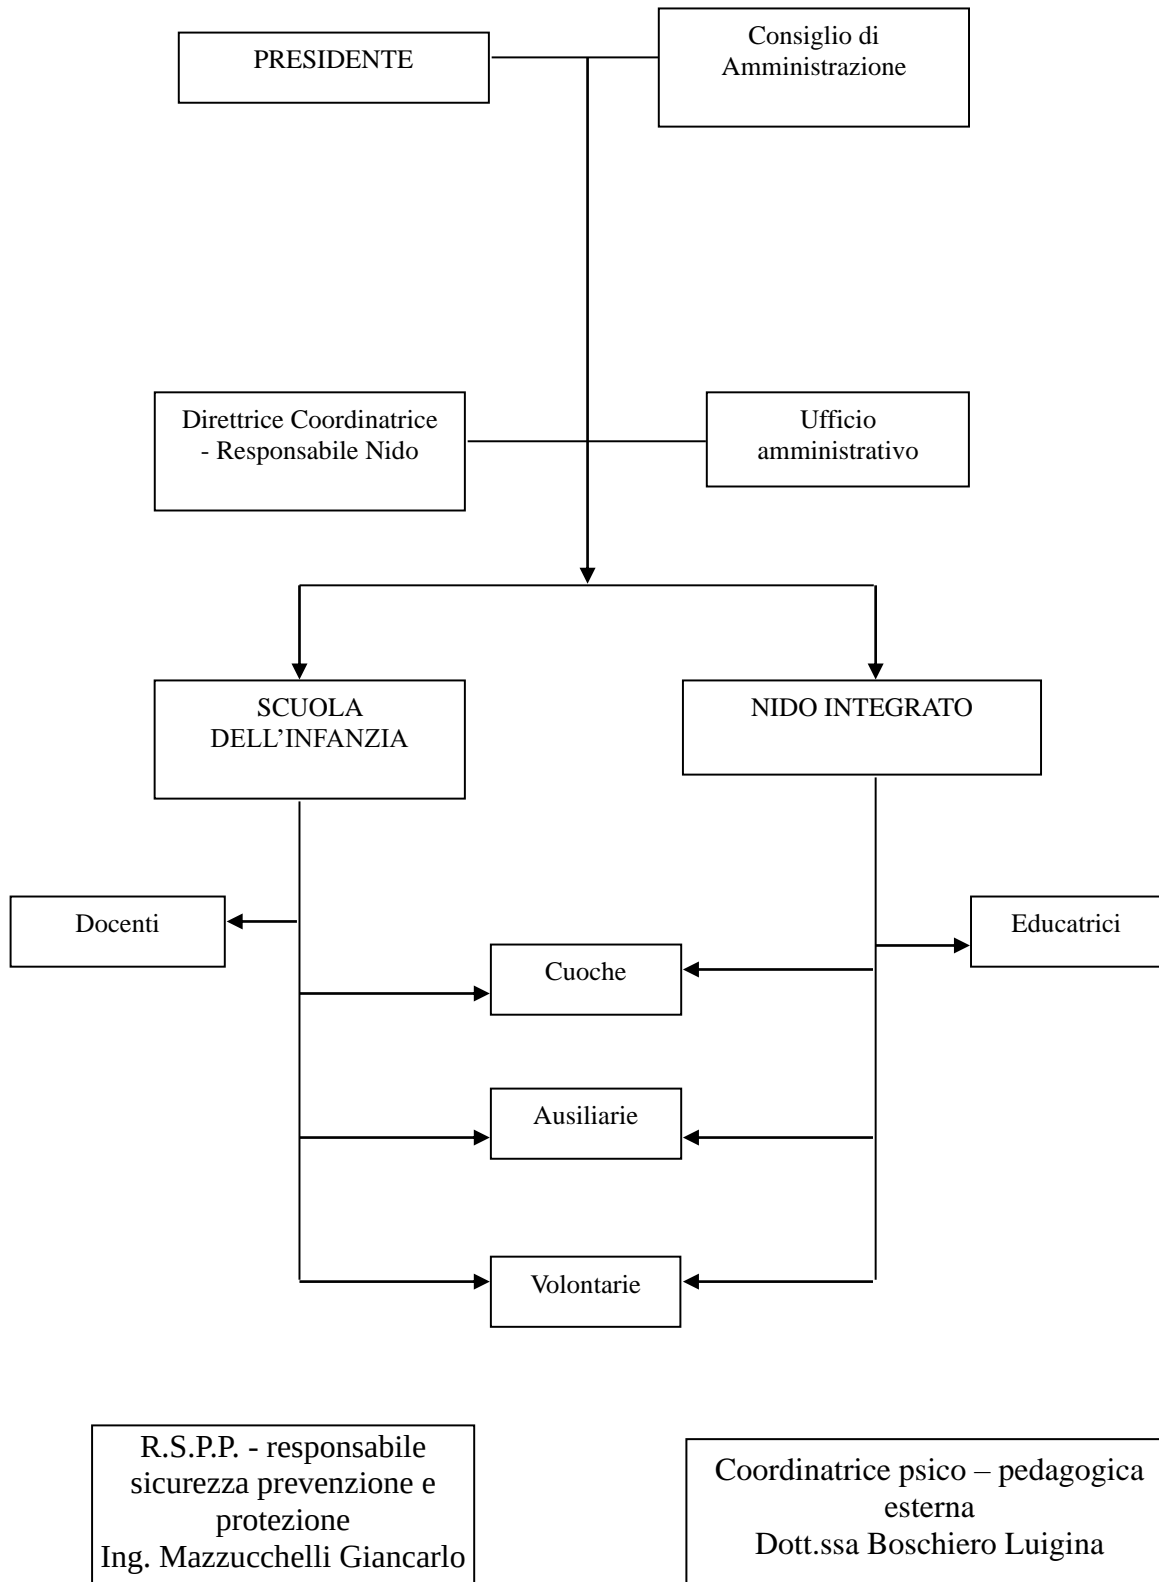 PRESIDENTE
Consiglio di
Amministrazione
Direttrice Coordinatrice
- Responsabile Nido
Ufficio
amministrativo
SCUOLA
DELL’INFANZIA
NIDO INTEGRATO
Docenti
Educatrici
Cuoche
Ausiliarie
Volontarie
R.S.P.P. - responsabile
sicurezza prevenzione e
protezione
Ing. Mazzucchelli Giancarlo
Coordinatrice psico – pedagogica
esterna
Dott.ssa Boschiero Luigina